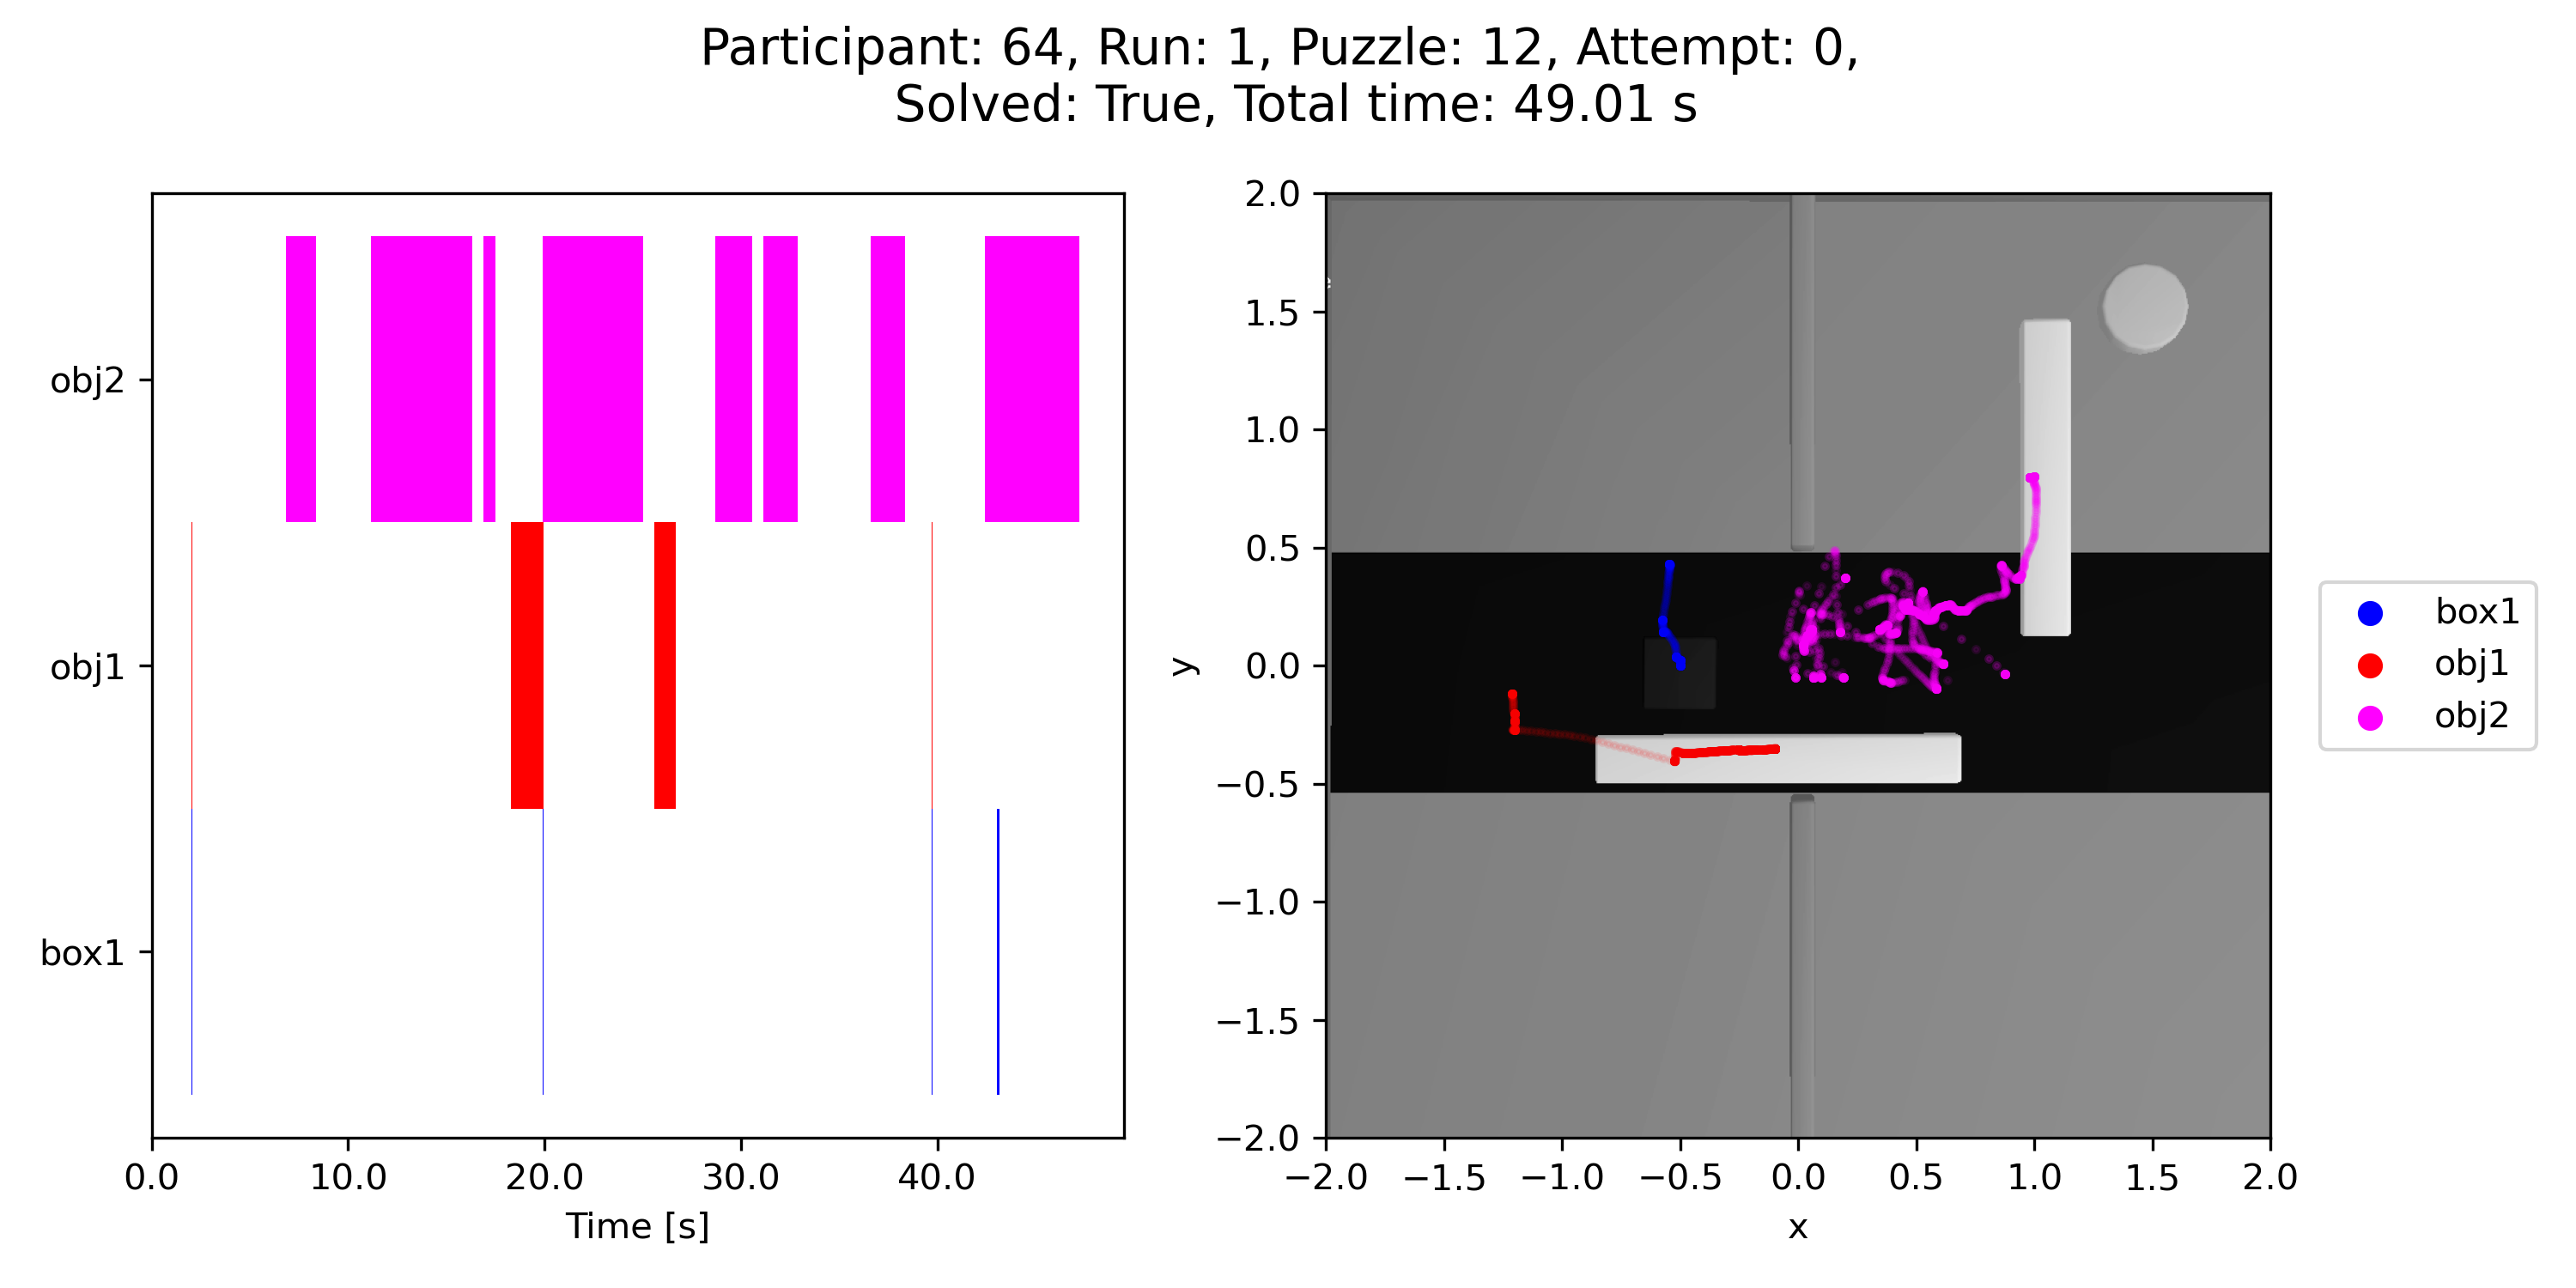 Participant: 64, Run: 1, Puzzle: 12, Attempt: 0,
Solved: True, Total time: 49.01 s
obj2
obj1
box1
0.0 10.0 20.0 30.0 40.0
Time [s]
2.0
1.5
1.0
0.5
0.0
−0.5
−1.0
−1.5
−2.0
y
−2.0 −1.5 −1.0 −0.5 0.0 0.5 1.0 1.5 2.0
x
box1
obj1
obj2